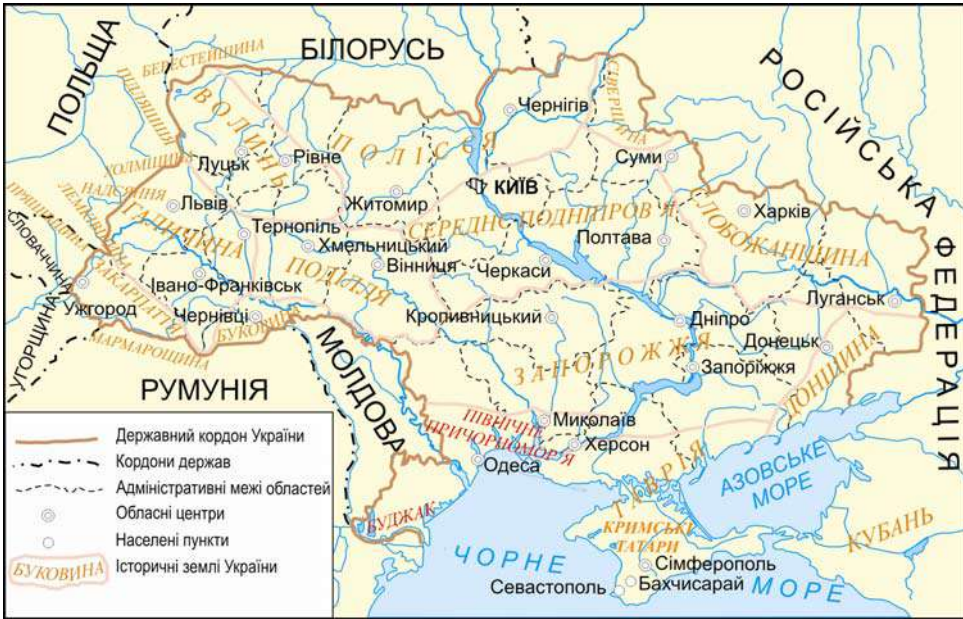 БІЛОРУСЬ
ПОЛЬЩА
РОСІЙСЬКА
ФЕДЕРАЦІЯ
БЕРЕСТЕЙЩИНА
ПІДЛЯШШЯ
ВОЛИНЬ
ПОЛІССЯ
Чернігів
СІВЕРЩИНА
Луцьк
Рівне
Суми
ХОЛМЩИНА
Житомир
КИЇВ
НАДСЯННЯ
Львів
ЛЕМКІВЩИНА
ПРЯШІВЩИНА
ГАЛИЧИНА
Тернопіль
СЕРЕДНЄ ПОДНІПРОВ'Я
СЛОБОЖАНЩИНА
Харків
Хмельницький
Полтава
СЛОВАЧЧИНА
Вінниця
Черкаси
ПОДІЛЛЯ
Ужгород
ЗАКАРПАТТЯ
Івано-Франківськ
Луганськ
УГОРЩИНА
Чернівці
БУКОВИНА
Кропивницький
Дніпро
Донецьк
МАРМАРОЩИНА
ЗАПОРОЖЖЯ
Запоріжжя
ДОНЩИНА
РУМУНІЯ
МОЛДОВА
Миколаїв
ПІВНІЧНЕ
ПРИЧОРНОМОР'Я
Херсон
Одеса
ТАВРІЯ
АЗОВСЬКЕ
МОРЕ
БУДЖАК
КРИМСЬКІ
ТАТАРИ
КУБАНЬ
ЧОРНЕ
МОРЕ
Сімферополь
Бахчисарай
Севастополь
Державний кордон України
Кордони держав
Адміністративні межі областей
Обласні центри
Населені пункти
БУКОВИНА
Історичні землі України